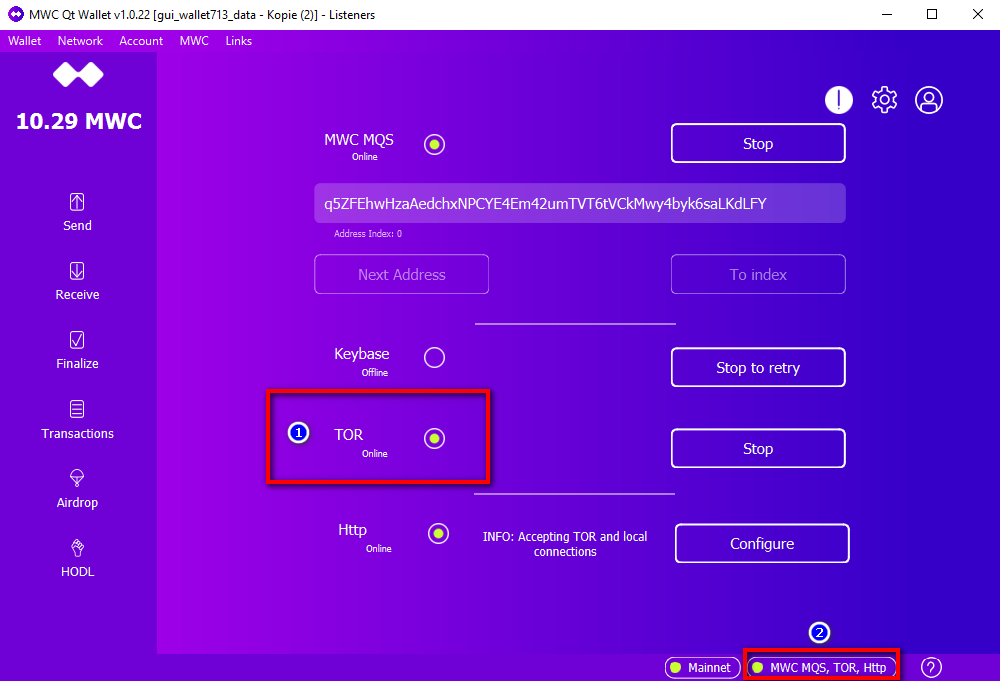 MWC Qt Wallet v1.0.22 [gui_wallet713_data - Kopie (2)] - Listeners
Wallet Network Account MWC Links
10.29 MWC
Send
Receive
Finalize
Transactions
Airdrop
HODL
MWC MQS
Online
Stop
q5ZFEhwHzaAedchxNPCYE4Em42umTVT6tVCkMwy4byk6saLKdLFY
Address Index: 0
Next Address
To index
Keybase
Offline
Stop to retry
1
TOR
Online
Stop
Http
Online
INFO: Accepting TOR and local
connections
Configure
2
Mainnet
MWC MQS, TOR, Http
?